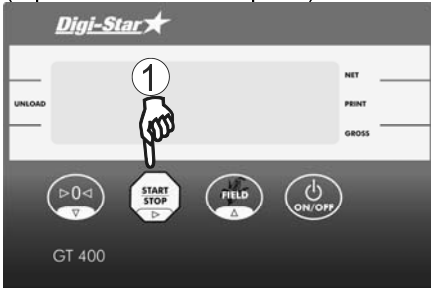 Digi-Star
1
NET
UNLOAD
PRINT
GROSS
▷0◁
START
STOP
FIELD
ON/OFF
GT 400